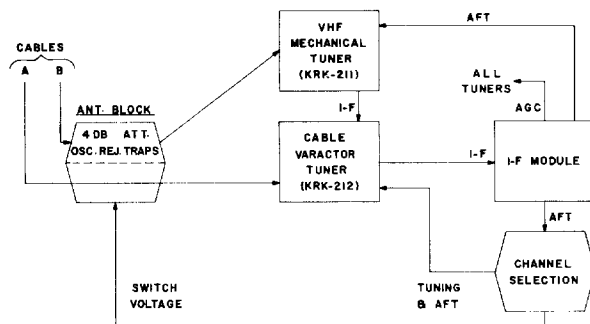 CABLES
A B
ANT. BLOCK
4 DB ATT.
OSC. REJ. TRAPS
VHF
MECHANICAL
TUNER
(KRK-211)
AFT
I-F
ALL
TUNERS
AGC
CABLE
VARACTOR
TUNER
(KRK-212)
I-F
I-F MODULE
AFT
SWITCH
VOLTAGE
TUNING
& AFT
CHANNEL
SELECTION